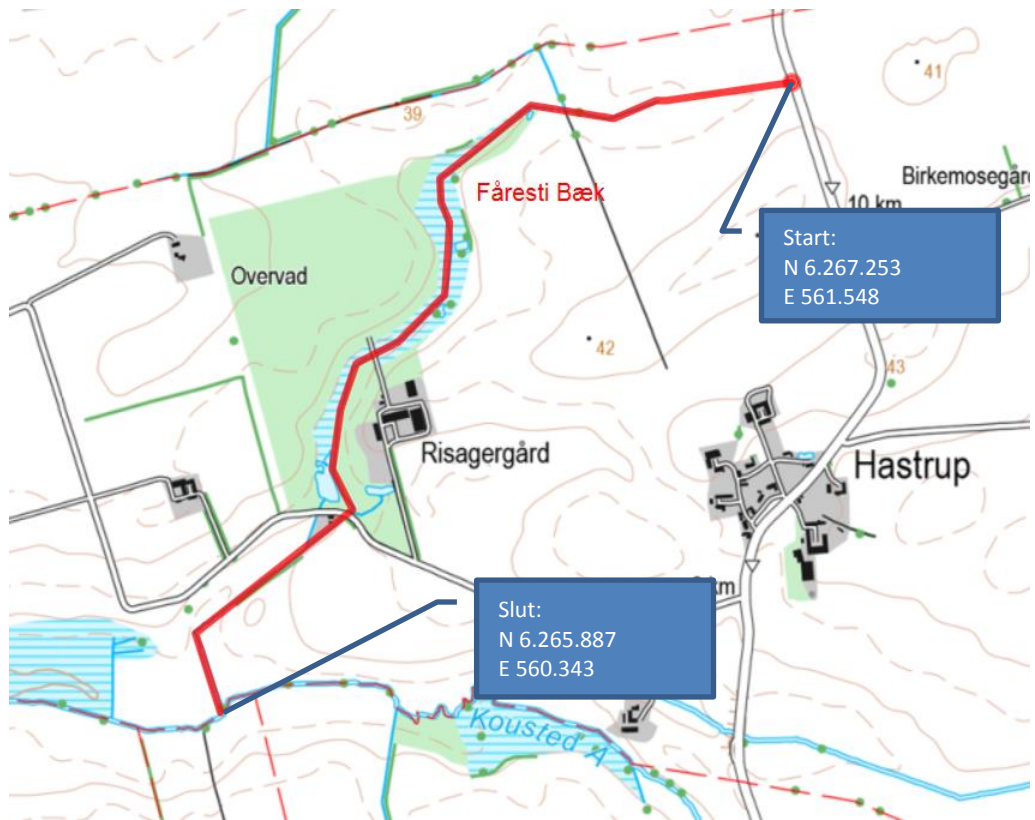 41
39
Fåresti Bæk
Birkemosegård
10 km
Start:
N 6.267.253
E 561.548
Overvad
42
43
Risagergård
Hastrup
km
Slut:
N 6.265.887
E 560.343
Kousted Å